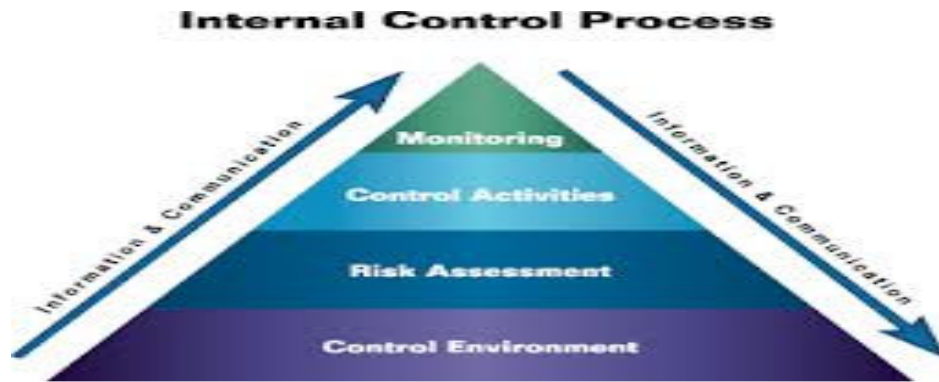 Internal Control Process
Information & Communication
Information & Communication
Monitoring
Control Activities
Risk Assessment
Control Environment